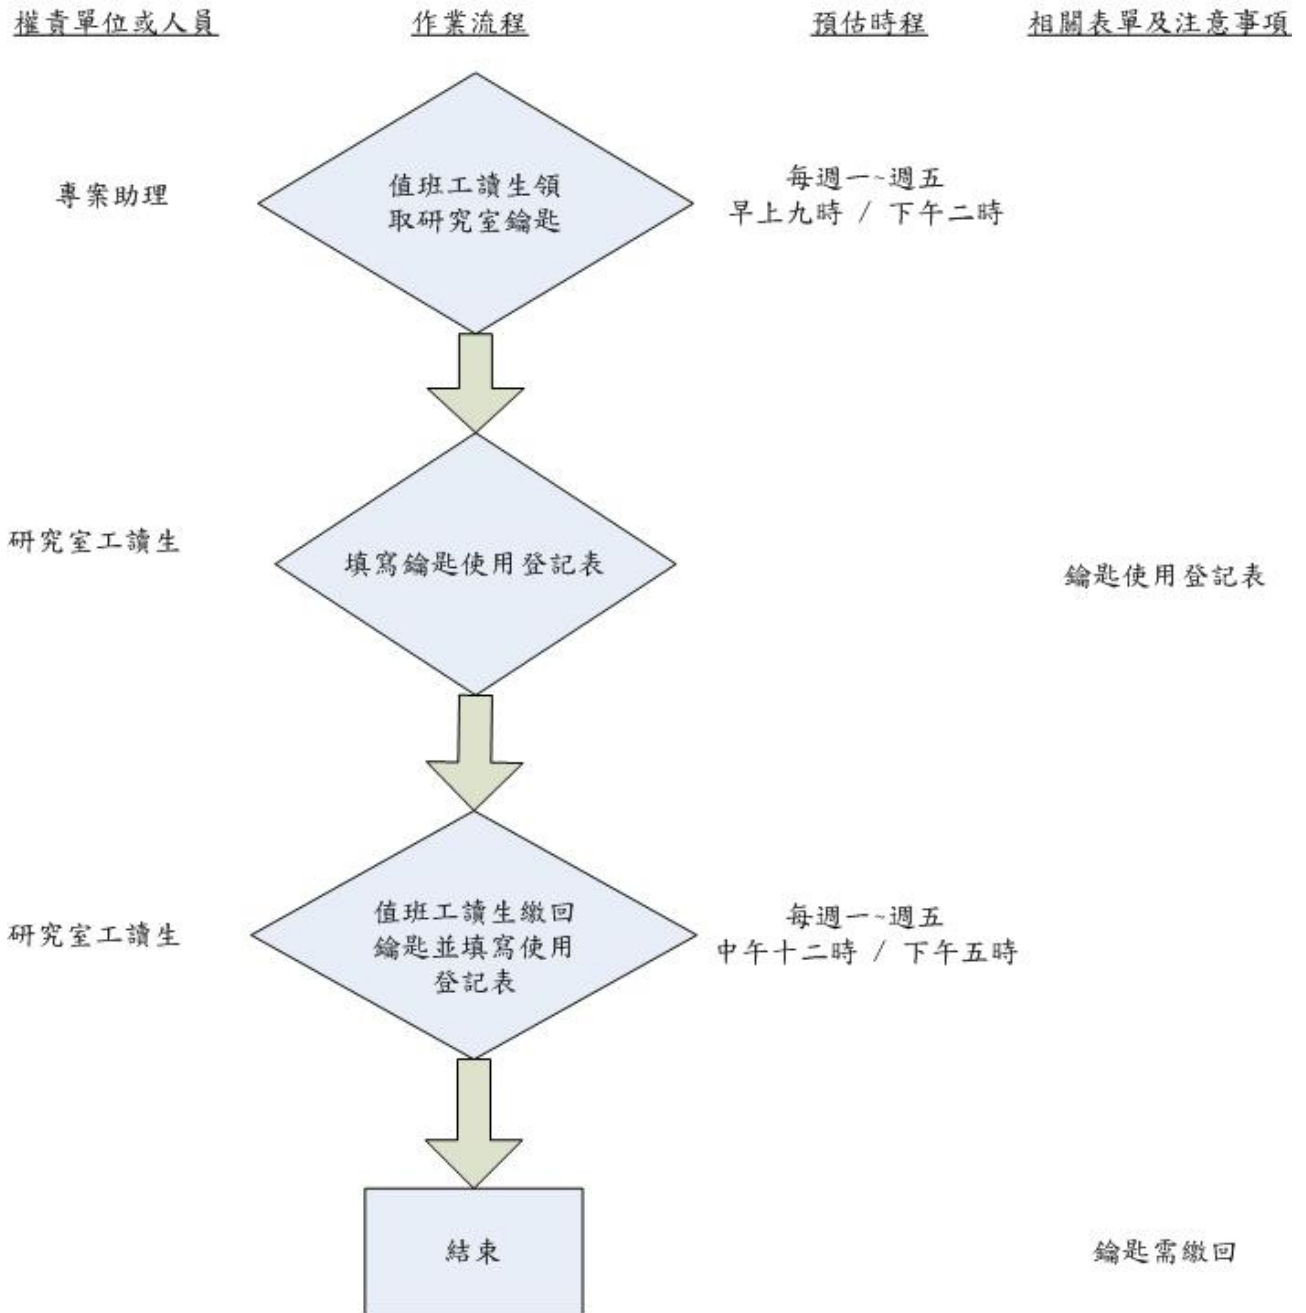 權責單位或人員
作業流程
預估時程
相關表單及注意事項
專案助理
值班工讀生領
取研究室鑰匙
每週一~週五
早上九時 / 下午二時
研究室工讀生
填寫鑰匙使用登記表
鑰匙使用登記表
研究室工讀生
值班工讀生繳回
鑰匙並填寫使用
登記表
每週一~週五
中午十二時 / 下午五時
結束
鑰匙需繳回